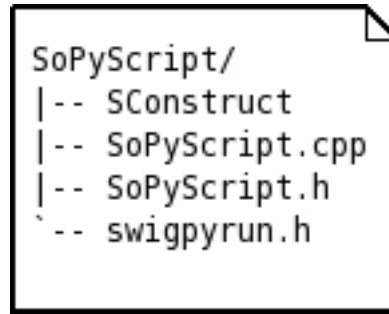 SoPyScript/
|-- SConstruct
|-- SoPyScript.cpp
|-- SoPyScript.h
`-- swigpyrun.h